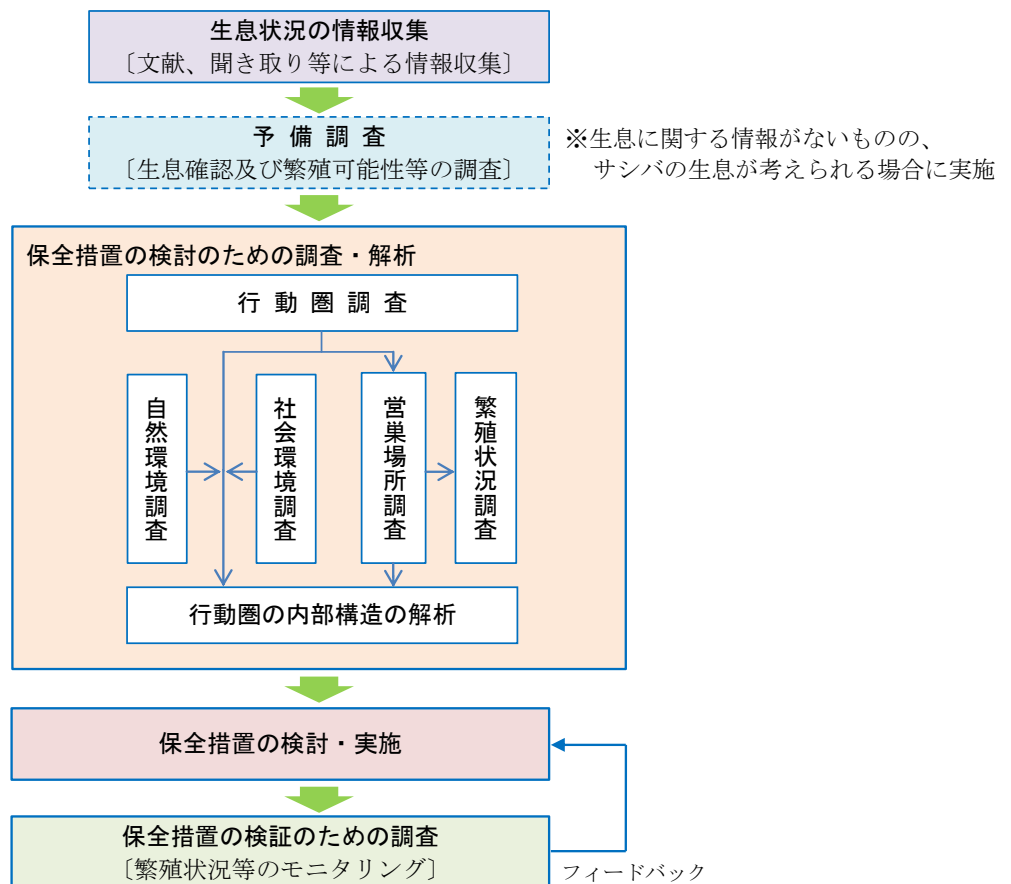 生息状況の情報収集
〔文献、聞き取り等による情報収集〕
予 備 調 査
〔生息確認及び繁殖可能性等の調査〕
※生息に関する情報がないものの、
サシバの生息が考えられる場合に実施
保全措置の検討のための調査・解析
行 動 圏 調 査
自然環境調査
社会環境調査
営巣場所調査
繁殖状況調査
行動圏の内部構造の解析
保全措置の検討・実施
保全措置の検証のための調査
〔繁殖状況等のモニタリング〕
フィードバック